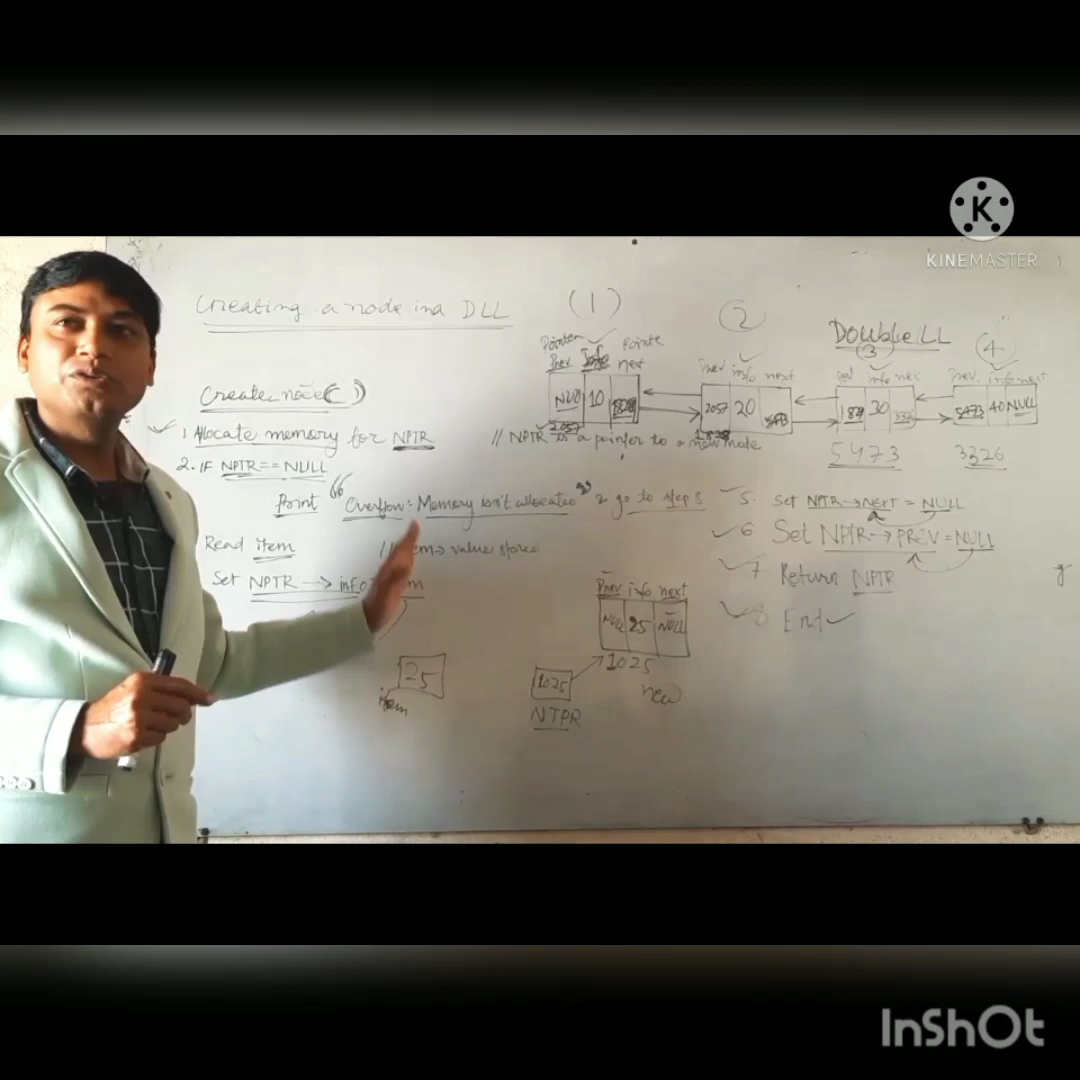 K
KINEMASTER
Creating a node in a DLL
(1)
(2)
Double LL
(3)
(4)
Pointer Info Pointe
Prev next
NULL 10
2057
Prev info next
2057 20 5473
info nex
30 3326
5473
Prev. info next
5473 40 NULL
3326
Create node ( )
1. Allocate memory for NPTR // NPTR is a pointer to a new node
2. IF NPTR == NULL
Print "Overflow: Memory isn't allocated" & go to step 8
Read item // item → value stored
Set NPTR → info
5. Set NPTR → NEXT = NULL
6 Set NPTR → PREV = NULL
7 Return NPTR
8 End
25
item
Prev info next
NULL 25 NULL
1025
new
1025
NTPR
InShOt